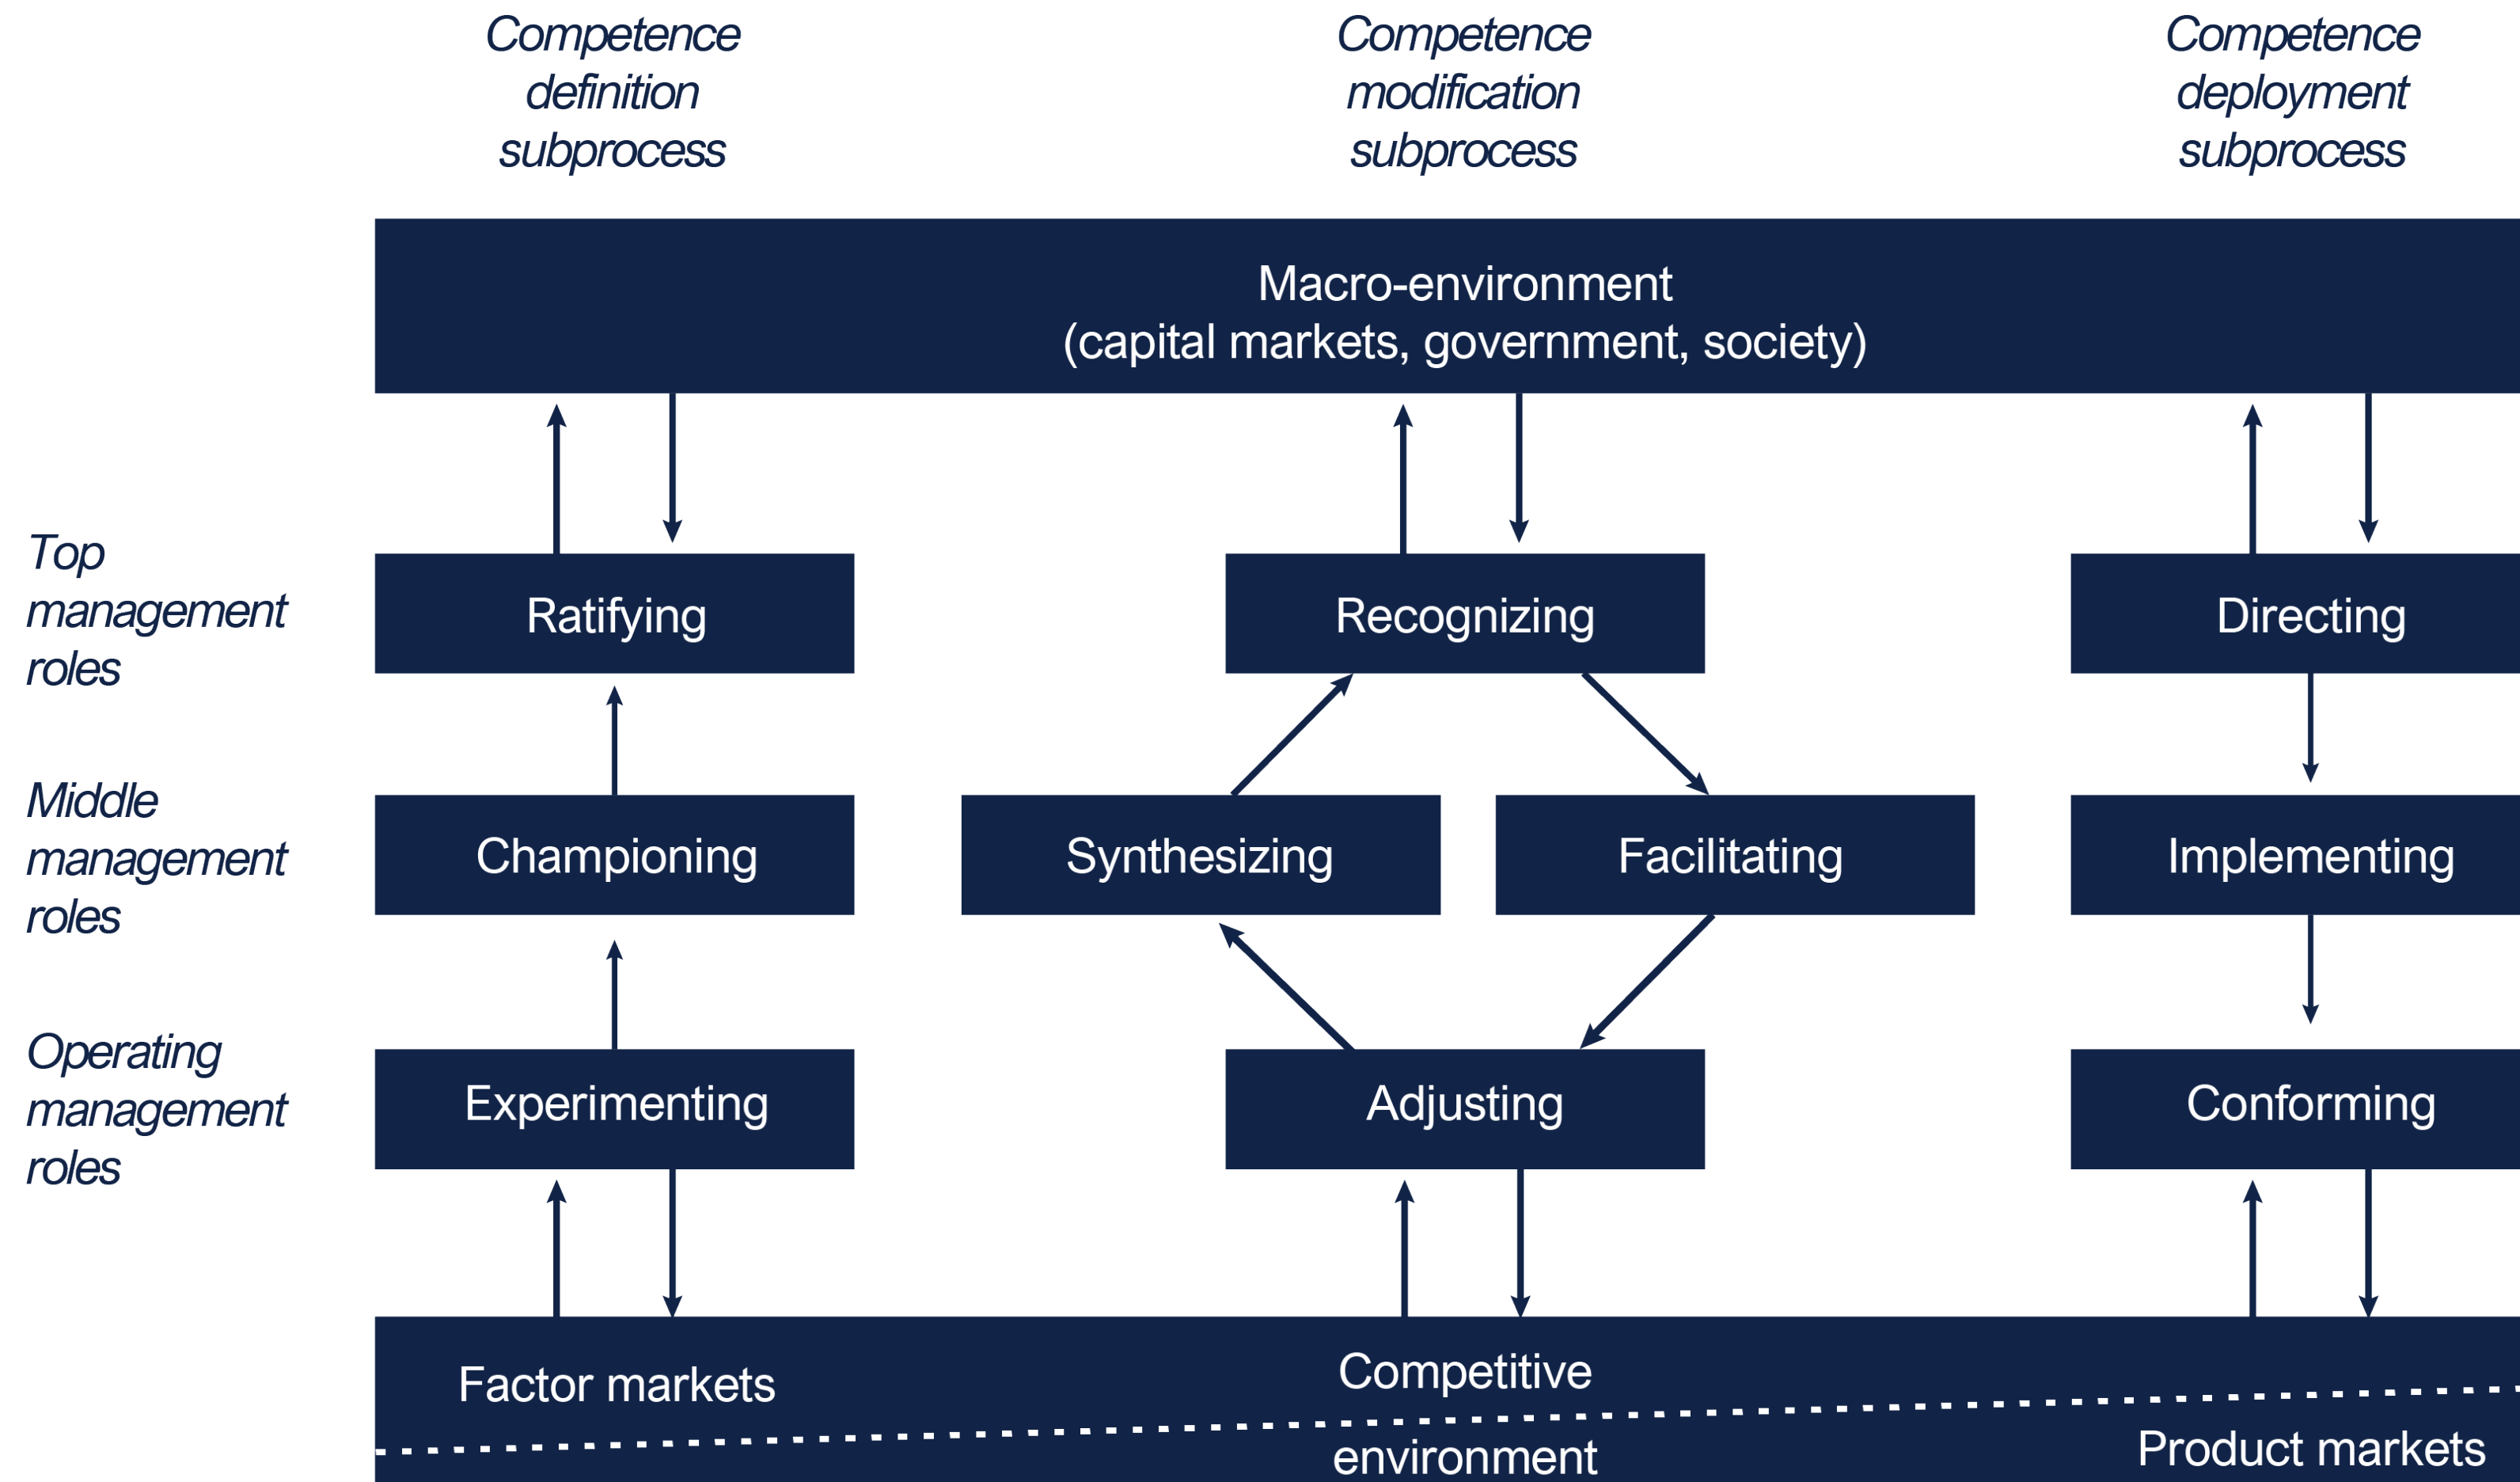 Competence
definition
subprocess
Competence
modification
subprocess
Competence
deployment
subprocess
Macro-environment
(capital markets, government, society)
Top
management
roles
Ratifying
Recognizing
Directing
Middle
management
roles
Championing
Synthesizing
Facilitating
Implementing
Operating
management
roles
Experimenting
Adjusting
Conforming
Factor markets
Competitive
environment
Product markets